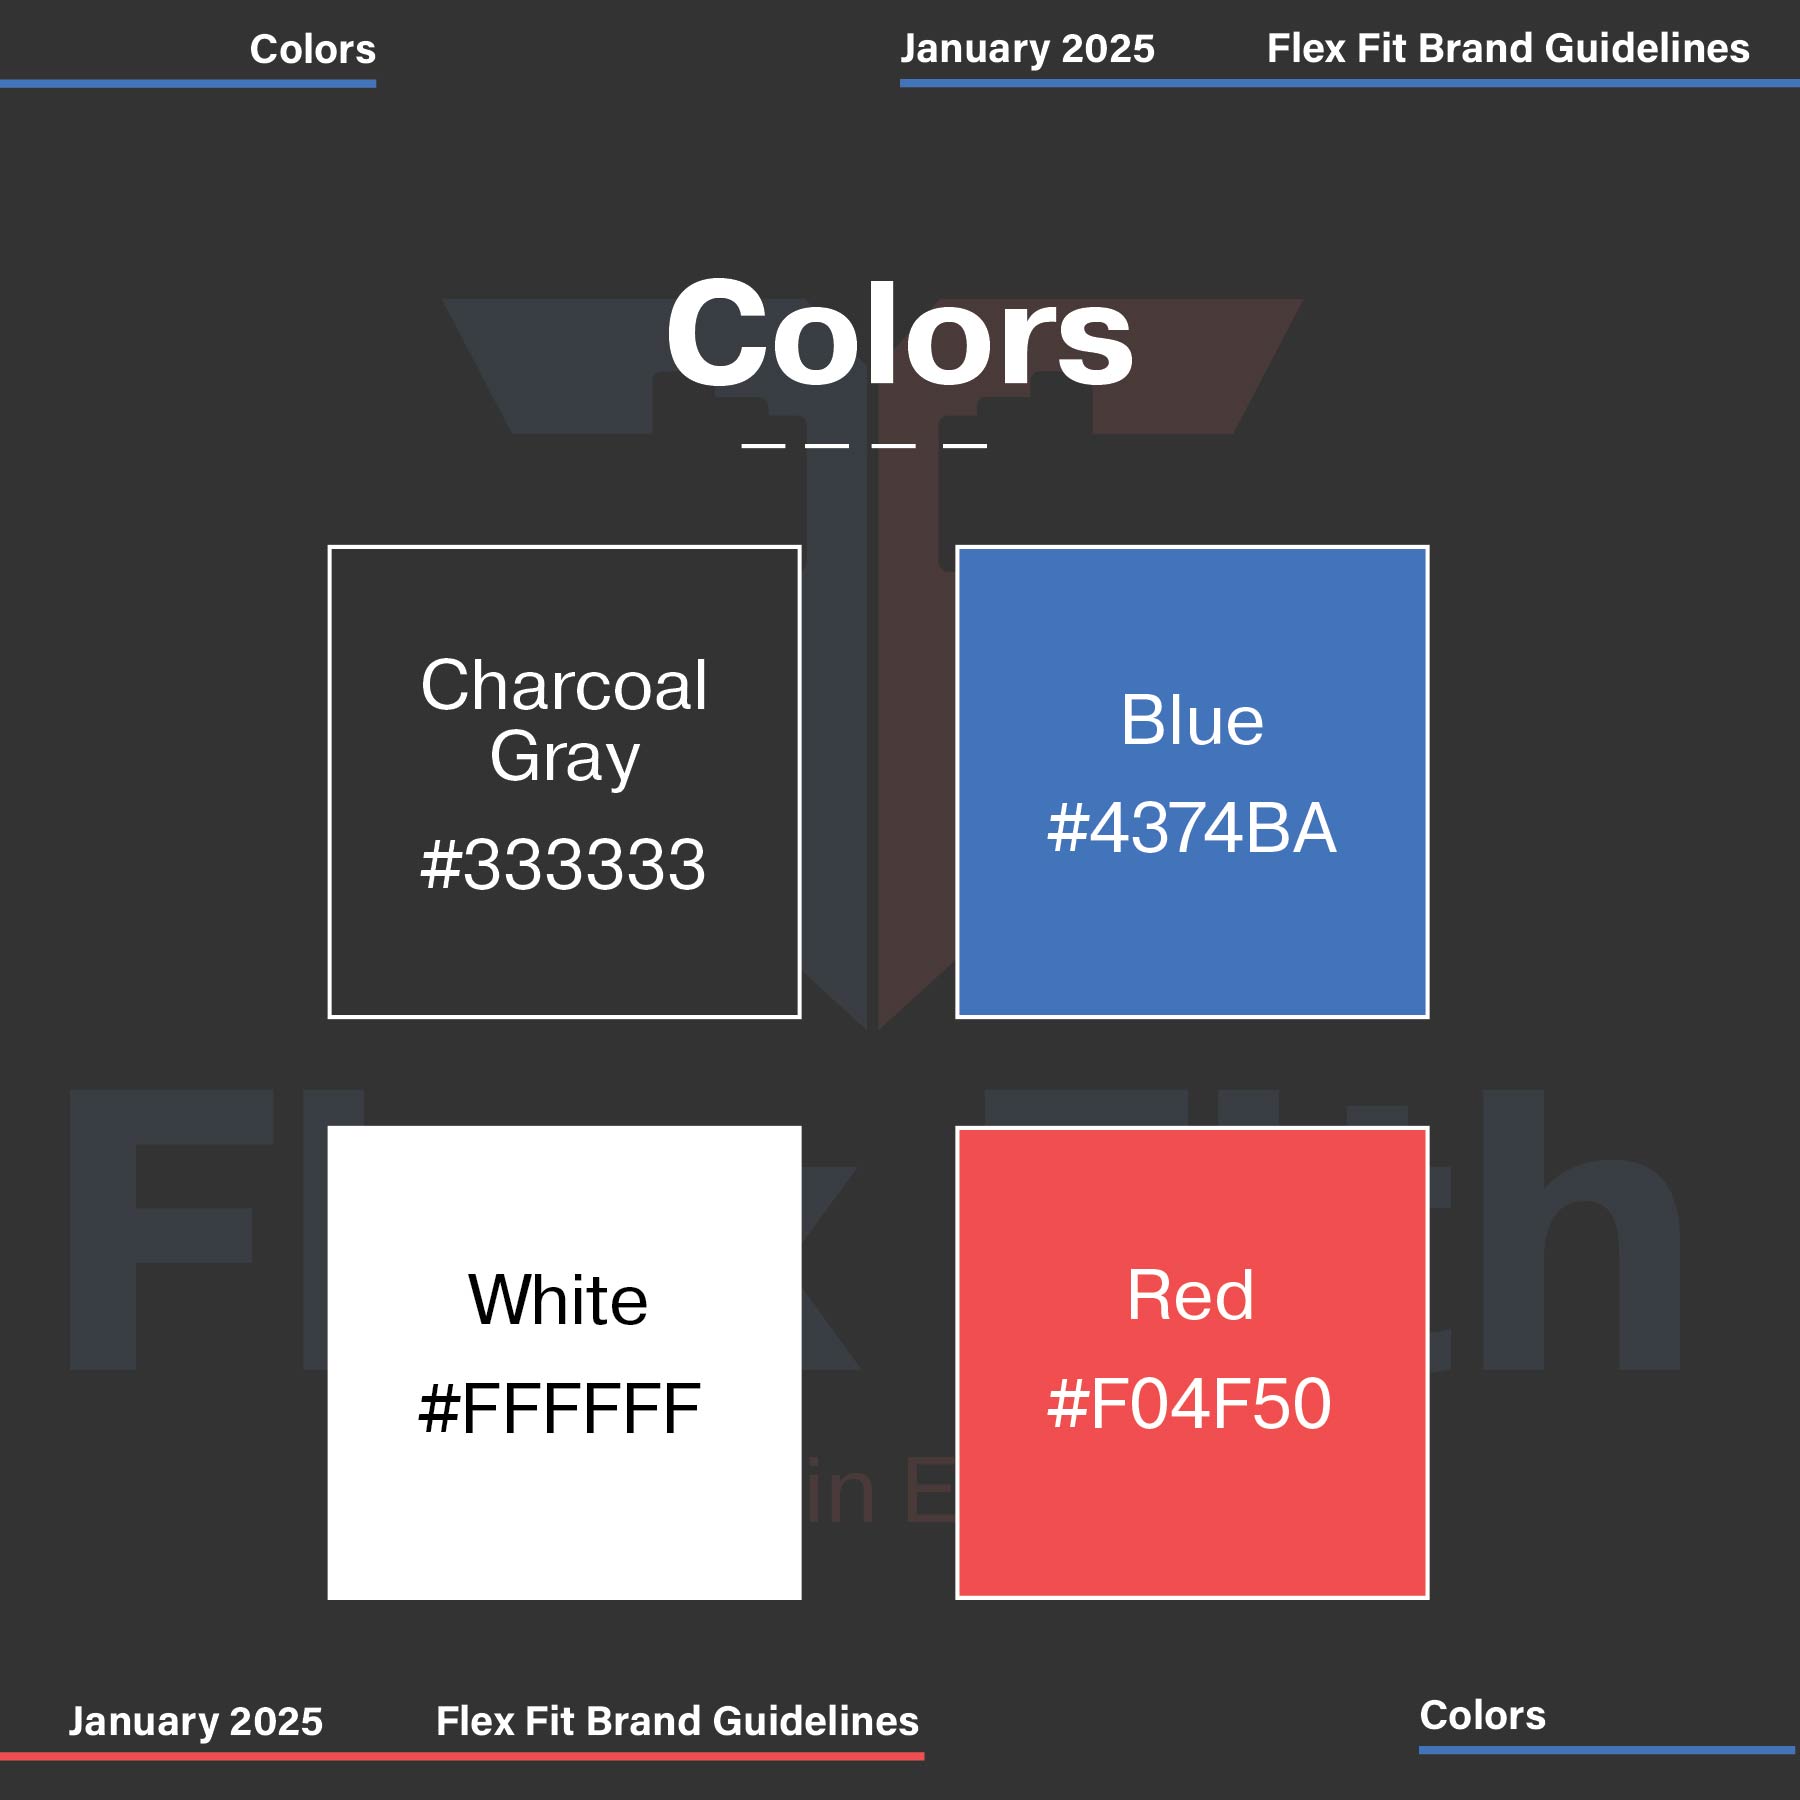 Colors
January 2025 Flex Fit Brand Guidelines
Colors
Charcoal
Gray
#333333
Blue
#4374BA
White
#FFFFFF
Red
#F04F50
in E
January 2025 Flex Fit Brand Guidelines
Colors